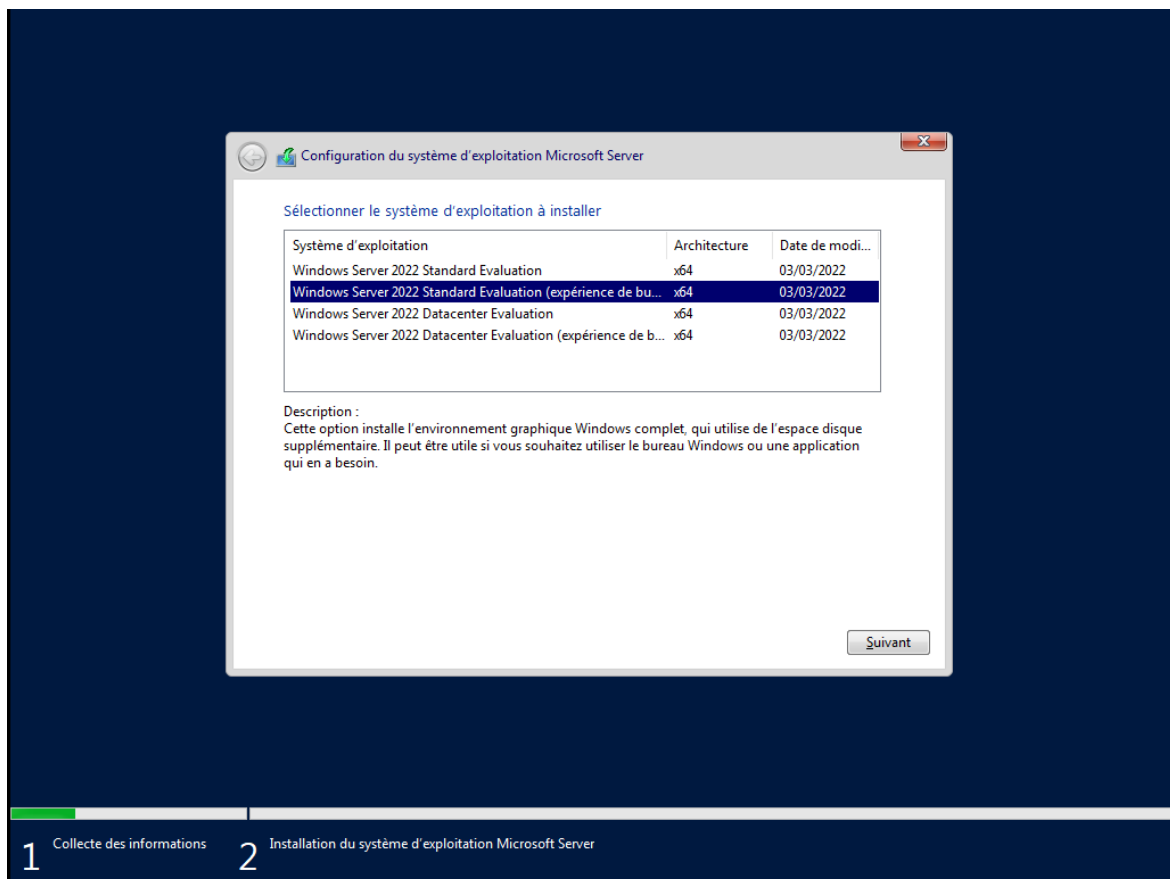 Configuration du système d'exploitation Microsoft Server
Sélectionner le système d'exploitation à installer
Système d'exploitation Architecture Date de modi...
Windows Server 2022 Standard Evaluation x64 03/03/2022
Windows Server 2022 Standard Evaluation (expérience de bu... x64 03/03/2022
Windows Server 2022 Datacenter Evaluation x64 03/03/2022
Windows Server 2022 Datacenter Evaluation (expérience de b... x64 03/03/2022
Description :
Cette option installe l'environnement graphique Windows complet, qui utilise de l'espace disque
supplémentaire. Il peut être utile si vous souhaitez utiliser le bureau Windows ou une application
qui en a besoin.
Suivant
1 Collecte des informations 2 Installation du système d'exploitation Microsoft Server